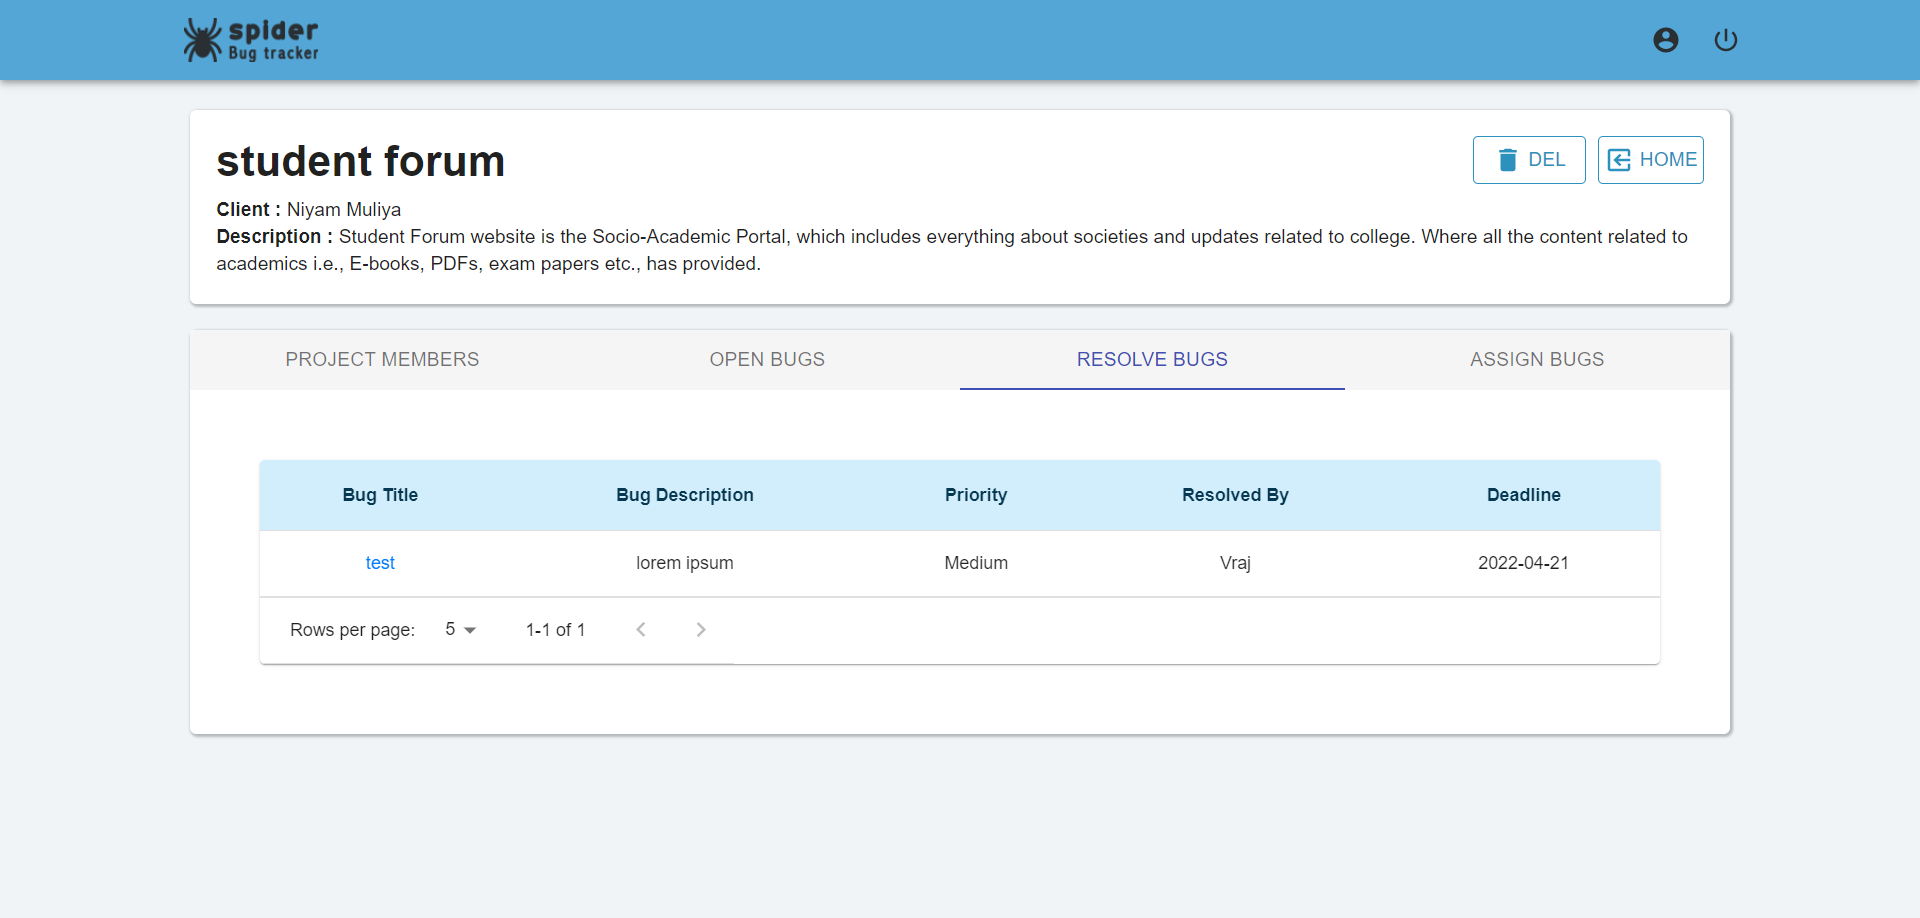 spider
Bug tracker
student forum
DEL
HOME
Client : Niyam Muliya
Description : Student Forum website is the Socio-Academic Portal, which includes everything about societies and updates related to college. Where all the content related to
academics i.e., E-books, PDFs, exam papers etc., has provided.
PROJECT MEMBERS
OPEN BUGS
RESOLVE BUGS
ASSIGN BUGS
Bug Title
Bug Description
Priority
Resolved By
Deadline
test
lorem ipsum
Medium
Vraj
2022-04-21
Rows per page:
5
1-1 of 1